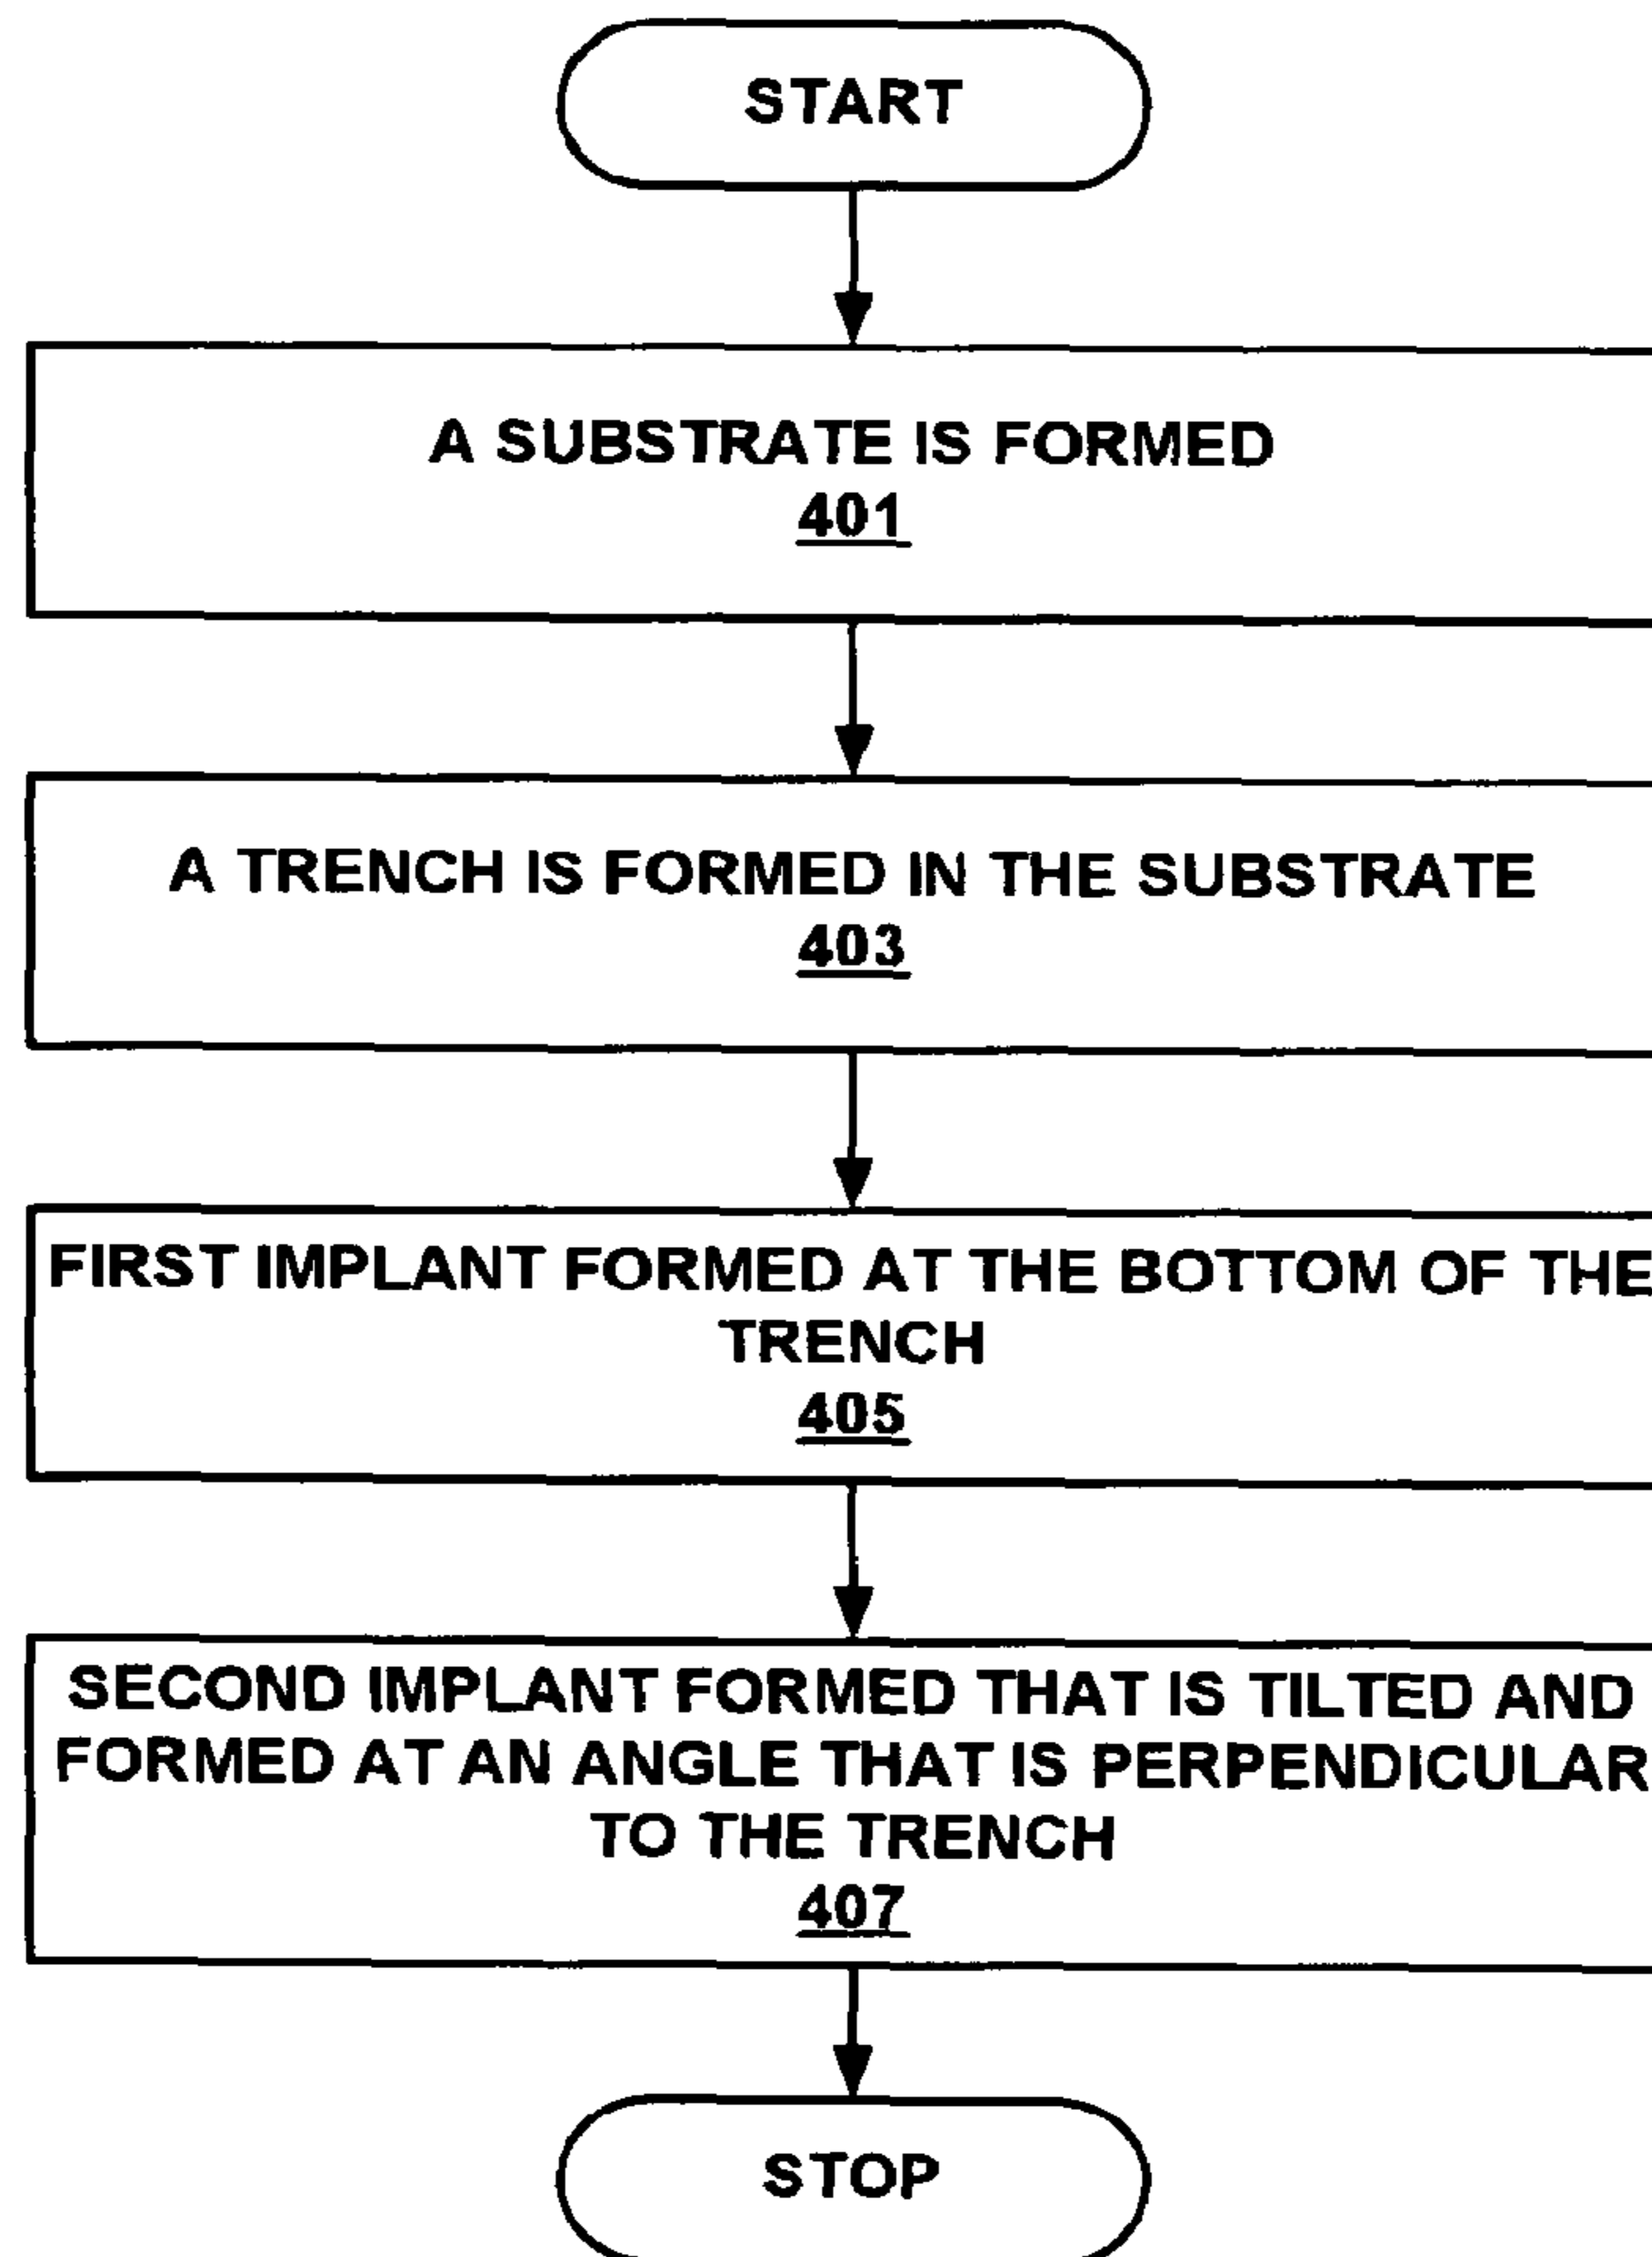 START
A SUBSTRATE IS FORMED
401
A TRENCH IS FORMED IN THE SUBSTRATE
403
FIRST IMPLANT FORMED AT THE BOTTOM OF THE
TRENCH
405
SECOND IMPLANT FORMED THAT IS TILTED AND
FORMED AT AN ANGLE THAT IS PERPENDICULAR
TO THE TRENCH
407
STOP